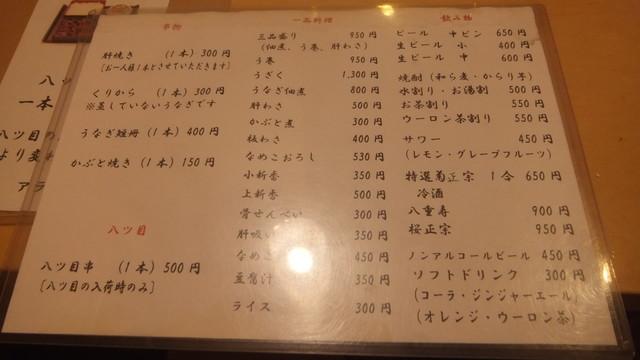 串物
肝焼き (1本) 300円
[お一人様1本とさせていただきます]
くりから (1本) 300円
※蒸していないうなぎです
うなぎ短冊 (1本) 400円
かぶと焼き (1本) 150円
八ツ目
八ツ目串 (1本) 500円
[八ツ目の入荷時のみ]
一品料理
三品盛り 950円
(佃煮、う巻、肝わさ)
う巻 950円
うざく 1,300円
うなぎ佃煮 800円
肝わさ 500円
かぶと煮 300円
板わさ 400円
なめこおろし 530円
小新香 350円
上新香 500円
骨せんべい 300円
肝吸い 350円
なめこ 450円
豆腐汁 350円
ライス 300円
飲み物
ビール 中ビン 650円
生ビール 小 400円
生ビール 中 600円
焼酎 (和ら麦・からり芋)
水割り・お湯割 500円
お茶割り 550円
ウーロン茶割り 550円
サワー 450円
(レモン・グレープフルーツ)
特選菊正宗 1合 650円
冷酒
八重寿 900円
桜正宗 950円
ノンアルコールビール 450円
ソフトドリンク 300円
(コーラ・ジンジャーエール)
(オレンジ・ウーロン茶)
八ツ
一本
八ツ目
より
アラ